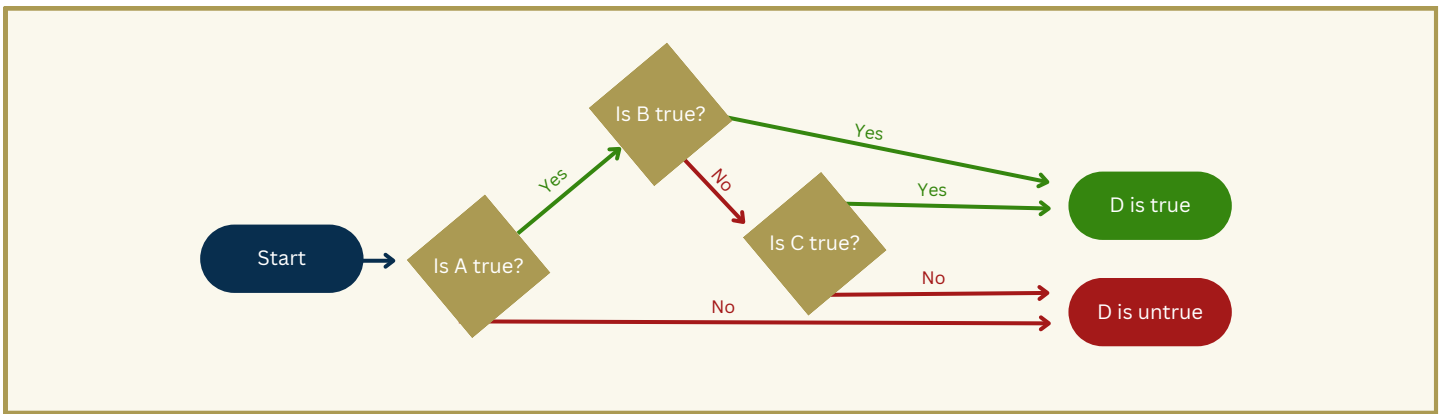 Is B true?
Yes
Yes
No
Yes
D is true
Start
Is A true?
Is C true?
No
No
D is untrue